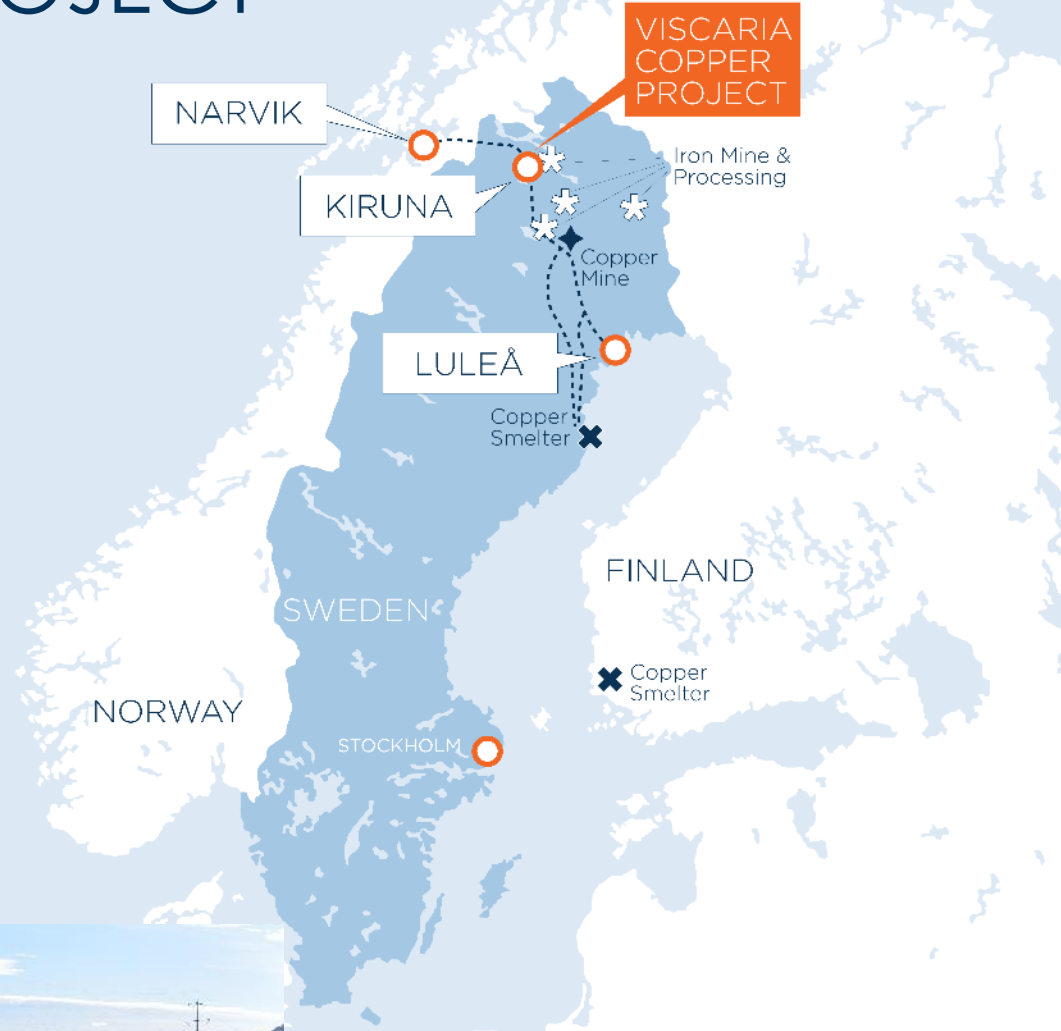 VISCARIA
COPPER
PROJECT
NARVIK
Iron Mine &
Processing
KIRUNA
Copper
Mine
LULEÅ
Copper
Smelter
FINLAND
SWEDEN
Copper
Smelter
NORWAY
STOCKHOLM